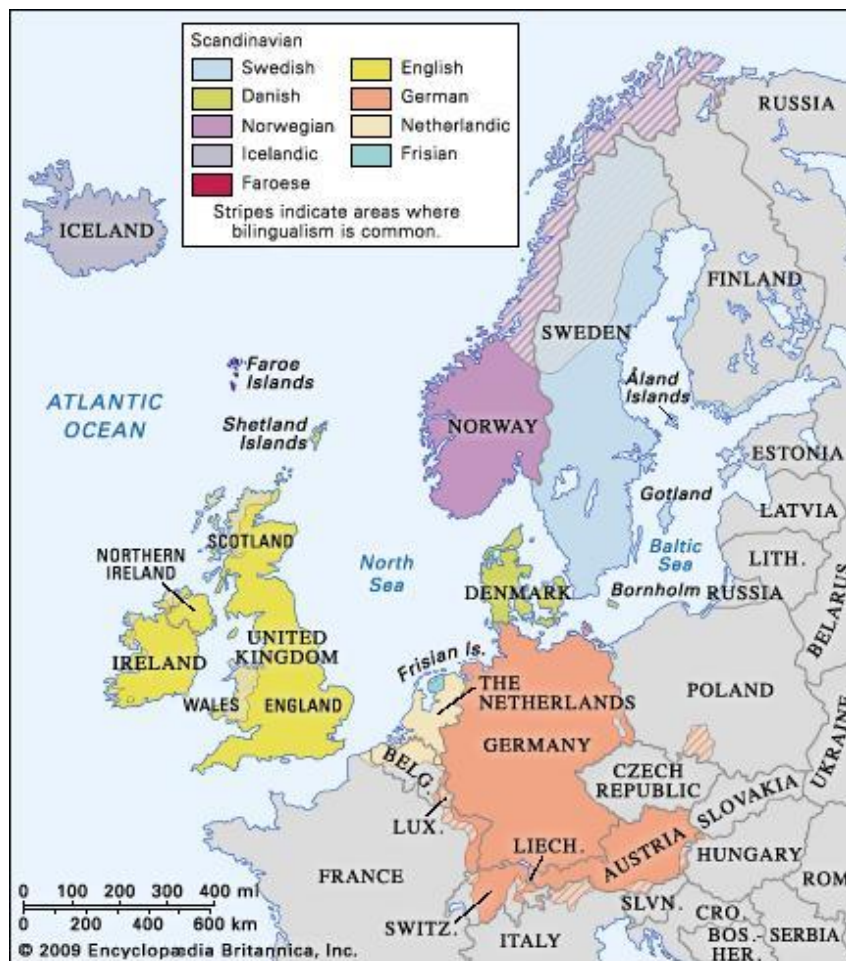 Scandinavian
Swedish
Danish
Norwegian
Icelandic
Faroese
English
German
Netherlandic
Frisian
Stripes indicate areas where
bilingualism is common.
RUSSIA
ICELAND
FINLAND
SWEDEN
Faroe
Islands
Åland
Islands
ATLANTIC
OCEAN
Shetland
Islands
NORWAY
ESTONIA
Gotland
LATVIA
SCOTLAND
NORTHERN
IRELAND
North
Sea
Baltic
Sea
LITH.
DENMARK
Bornholm
RUSSIA
BELARUS
IRELAND
UNITED
KINGDOM
Frisian Is.
THE
NETHERLANDS
POLAND
WALES
ENGLAND
GERMANY
UKRAINE
BELG.
CZECH
REPUBLIC
SLOVAKIA
LUX.
LIECH.
AUSTRIA
HUNGARY
FRANCE
ROM
SWITZ.
SLVN.
CRO.
ITALY
BOS.-
HER.
SERBIA
0 100 200 300 400 mi
0 200 400 600 km
© 2009 Encyclopædia Britannica, Inc.